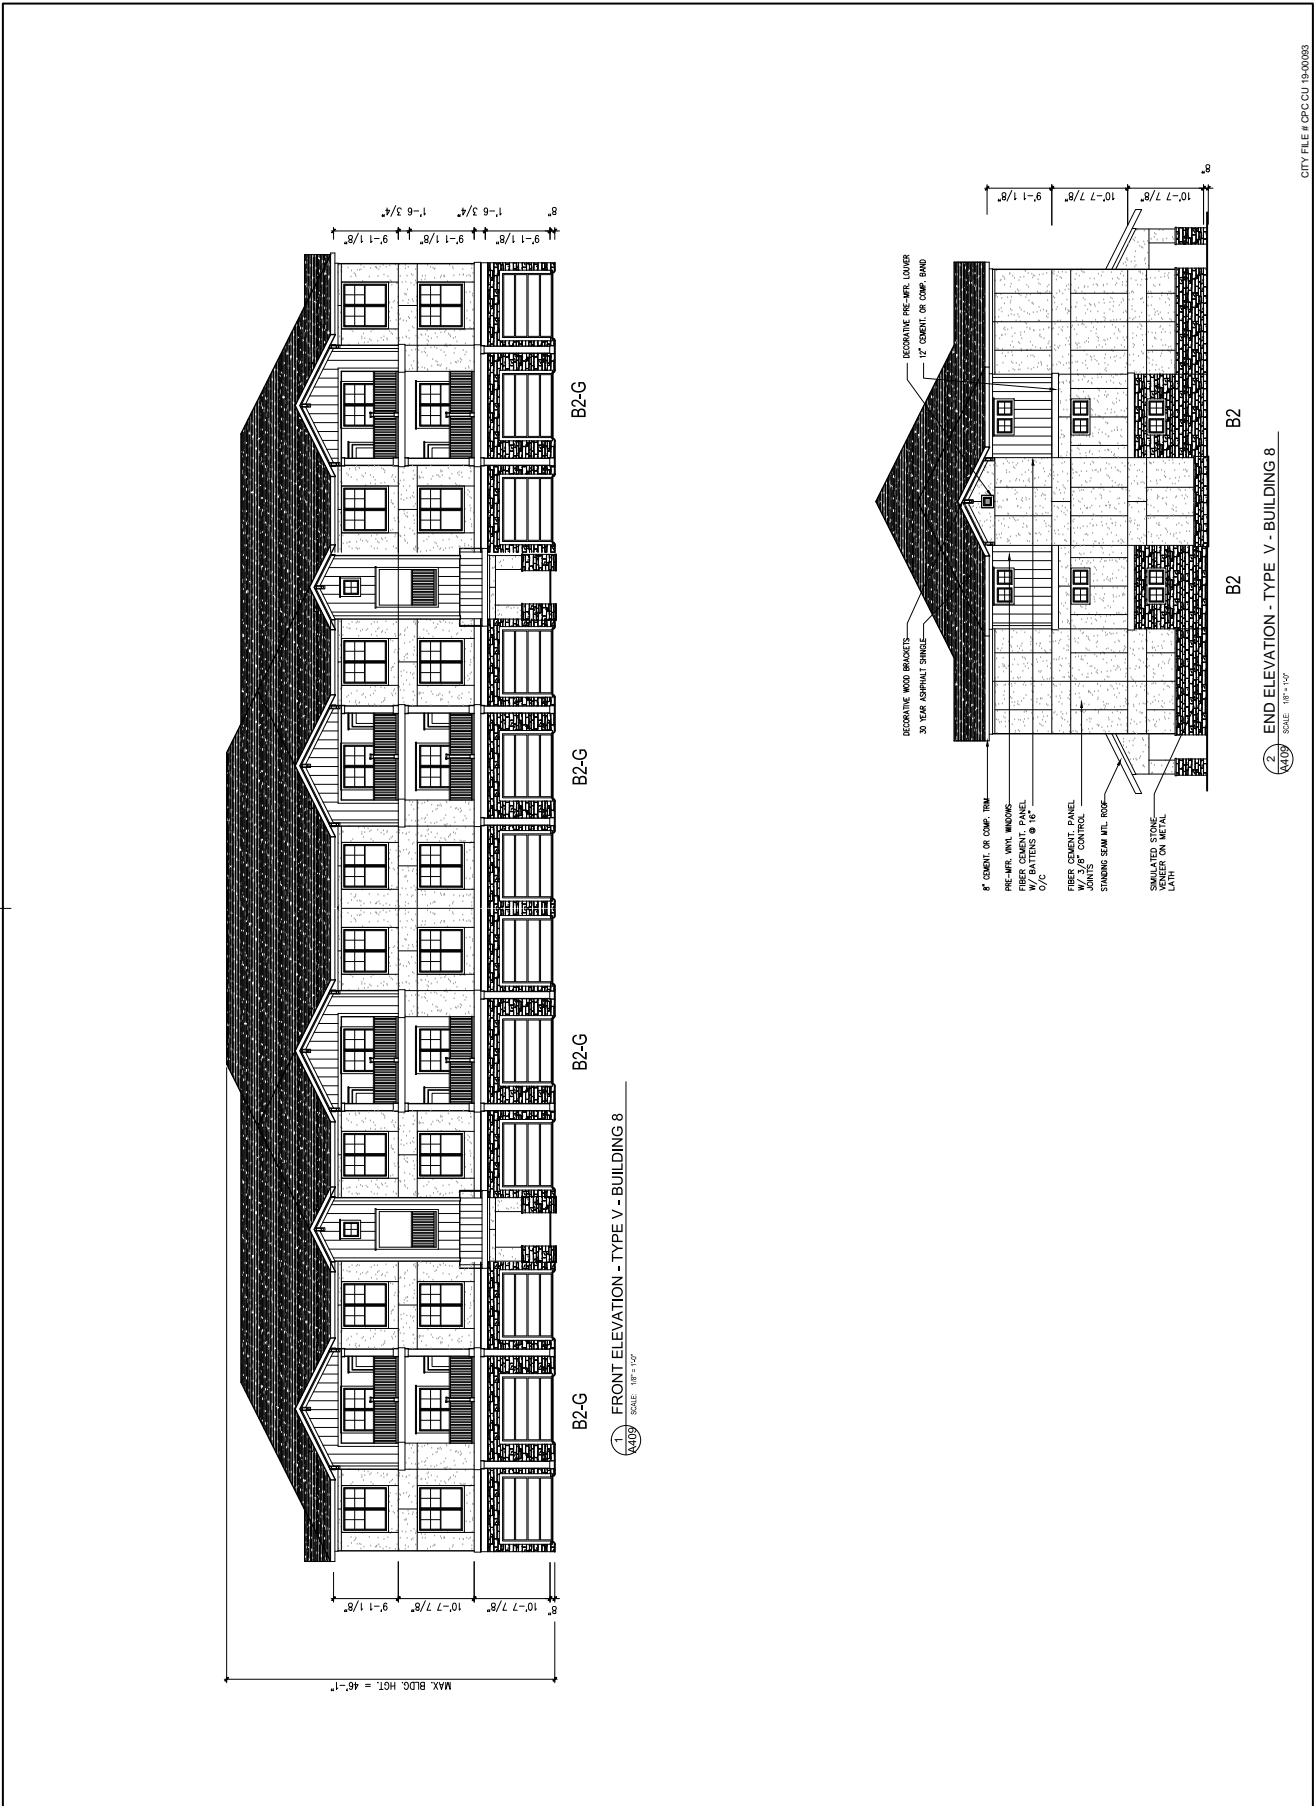 MAX. BLDG. HGT. = 46'-1"
9'-1 1/8"
10'-7 7/8"
10'-7 7/8"
8"
9'-1 1/8"
1'-6 3/4"
9'-1 1/8"
1'-6 3/4"
9'-1 1/8"
8"
B2-G
B2-G
B2-G
B2-G
1
A409
FRONT ELEVATION - TYPE V - BUILDING 8
SCALE: 1/8" = 1'-0"
8" CEMENT. OR COMP. TRIM
PRE-MFR. VINYL WINDOWS
FIBER CEMENT. PANEL
W/ BATTENS @ 16"
O/C
FIBER CEMENT. PANEL
W/ 3/8" CONTROL
JOINTS
STANDING SEAM MTL. ROOF
SIMULATED STONE
VENEER ON METAL
LATH
DECORATIVE WOOD BRACKETS
30 YEAR ASHPHALT SHINGLE
DECORATIVE PRE-MFR. LOUVER
12" CEMENT. OR COMP. BAND
9'-1 1/8"
10'-7 7/8"
10'-7 7/8"
8"
B2
B2
2
A409
END ELEVATION - TYPE V - BUILDING 8
SCALE: 1/8" = 1'-0"
CITY FILE # CPC CU 19-00093